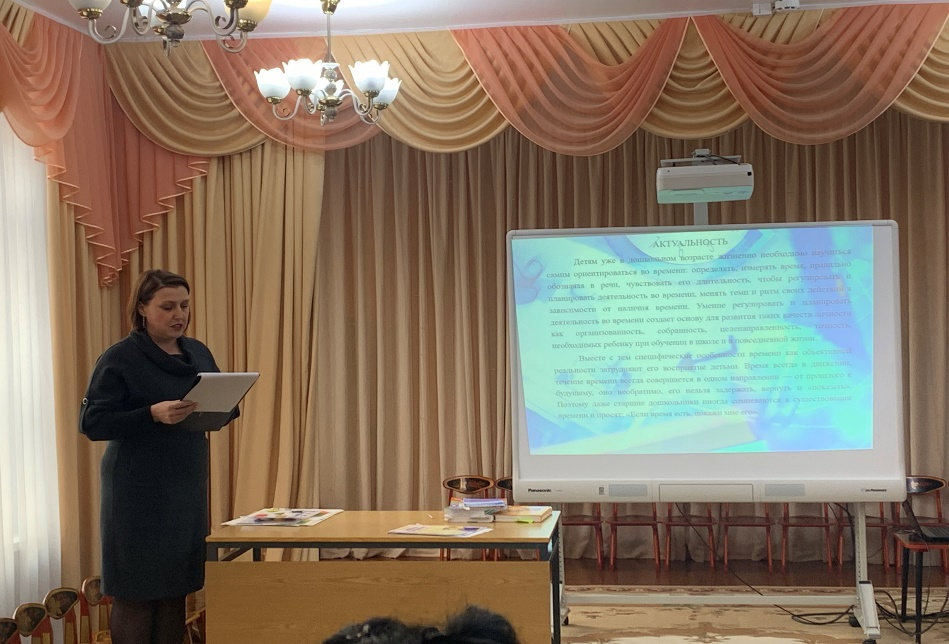 АКТУАЛЬНОСТЬ
Детям уже в дошкольном возрасте жизненно необходимо научиться
самим ориентироваться во времени: определять, измерять время, правильно
обозначая в речи, чувствовать его длительность, чтобы регулировать и
планировать деятельность во времени, менять темп и ритм своих действий в
зависимости от наличия времени. Умение регулировать и планировать
деятельность во времени создает основу для развития таких качеств личности
как организованность, собранность, целенаправленность, точность,
необходимых ребенку при обучении в школе и в повседневной жизни.
Вместе с тем специфические особенности времени как объективной
реальности затрудняют его восприятие детьми. Время всегда в движении,
течение времени всегда совершается в одном направлении — от прошлого к
будущему, оно необратимо, его нельзя задержать, вернуть и
Поэтому даже старшие дошкольники иногда сомневаются в существовании
времени и просят: «Если время есть, покажи мне его».
Panasonic